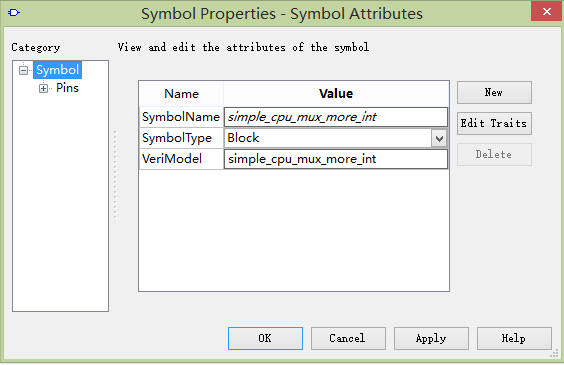 Symbol Properties - Symbol Attributes
Category
View and edit the attributes of the symbol
Symbol
Pins
Name Value
SymbolName simple_cpu_mux_more_int
SymbolType Block
VeriModel simple_cpu_mux_more_int
New
Edit Traits
Delete
OK Cancel Apply Help